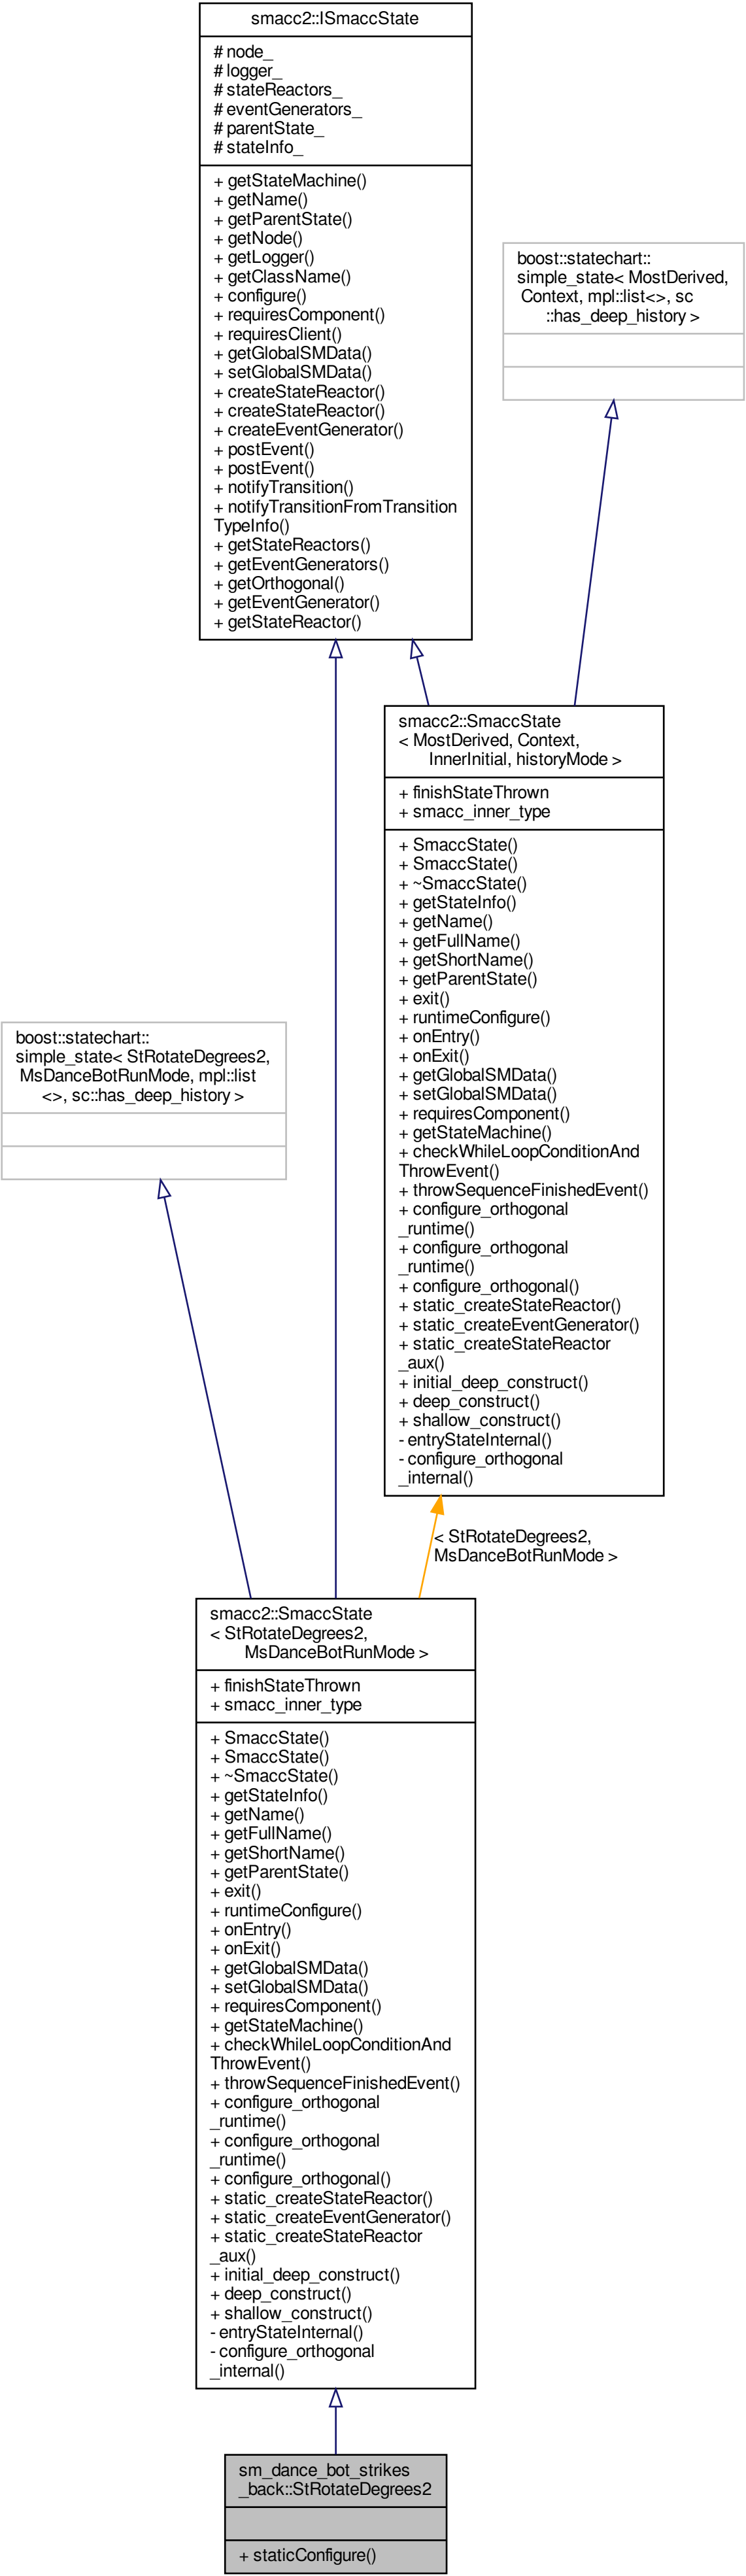 smacc2::ISmaccState
# node_
# logger_
# stateReactors_
# eventGenerators_
# parentState_
# stateInfo_
+ getStateMachine()
+ getName()
+ getParentState()
+ getNode()
+ getLogger()
+ getClassName()
+ configure()
+ requiresComponent()
+ requiresClient()
+ getGlobalSMData()
+ setGlobalSMData()
+ createStateReactor()
+ createStateReactor()
+ createEventGenerator()
+ postEvent()
+ postEvent()
+ notifyTransition()
+ notifyTransitionFromTransition
TypeInfo()
+ getStateReactors()
+ getEventGenerators()
+ getOrthogonal()
+ getEventGenerator()
+ getStateReactor()
boost::statechart::
simple_state< MostDerived,
Context, mpl::list<>, sc
::has_deep_history >
smacc2::SmaccState
< MostDerived, Context,
InnerInitial, historyMode >
+ finishStateThrown
+ smacc_inner_type
+ SmaccState()
+ SmaccState()
+ ~SmaccState()
+ getStateInfo()
+ getName()
+ getFullName()
+ getShortName()
+ getParentState()
+ exit()
+ runtimeConfigure()
+ onEntry()
+ onExit()
+ getGlobalSMData()
+ setGlobalSMData()
+ requiresComponent()
+ getStateMachine()
+ checkWhileLoopConditionAnd
ThrowEvent()
+ throwSequenceFinishedEvent()
+ configure_orthogonal
_runtime()
+ configure_orthogonal
_runtime()
+ configure_orthogonal()
+ static_createStateReactor()
+ static_createEventGenerator()
+ static_createStateReactor
_aux()
+ initial_deep_construct()
+ deep_construct()
+ shallow_construct()
- entryStateInternal()
- configure_orthogonal
_internal()
boost::statechart::
simple_state< StRotateDegrees2,
MsDanceBotRunMode, mpl::list
<>, sc::has_deep_history >
< StRotateDegrees2,
MsDanceBotRunMode >
smacc2::SmaccState
< StRotateDegrees2,
MsDanceBotRunMode >
+ finishStateThrown
+ smacc_inner_type
+ SmaccState()
+ SmaccState()
+ ~SmaccState()
+ getStateInfo()
+ getName()
+ getFullName()
+ getShortName()
+ getParentState()
+ exit()
+ runtimeConfigure()
+ onEntry()
+ onExit()
+ getGlobalSMData()
+ setGlobalSMData()
+ requiresComponent()
+ getStateMachine()
+ checkWhileLoopConditionAnd
ThrowEvent()
+ throwSequenceFinishedEvent()
+ configure_orthogonal
_runtime()
+ configure_orthogonal
_runtime()
+ configure_orthogonal()
+ static_createStateReactor()
+ static_createEventGenerator()
+ static_createStateReactor
_aux()
+ initial_deep_construct()
+ deep_construct()
+ shallow_construct()
- entryStateInternal()
- configure_orthogonal
_internal()
sm_dance_bot_strikes
_back::StRotateDegrees2
+ staticConfigure()